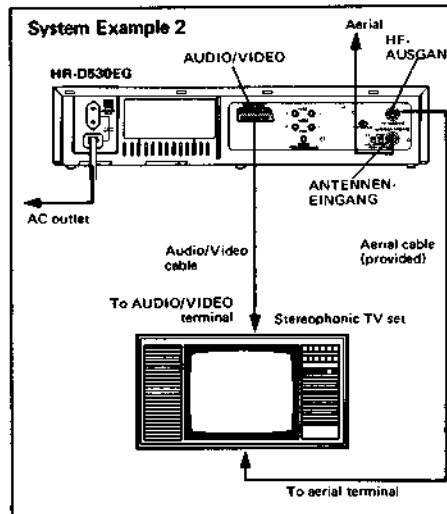 System Example 2
Aerial
HF-
AUSGAN
AUDIO/VIDEO
HR-D530EG
ANTENNEN-
EINGANG
AC outlet
Audio/Video
cable
Aerial cable
(provided)
To AUDIO/VIDEO
terminal
Stereophonic TV set
To aerial terminal